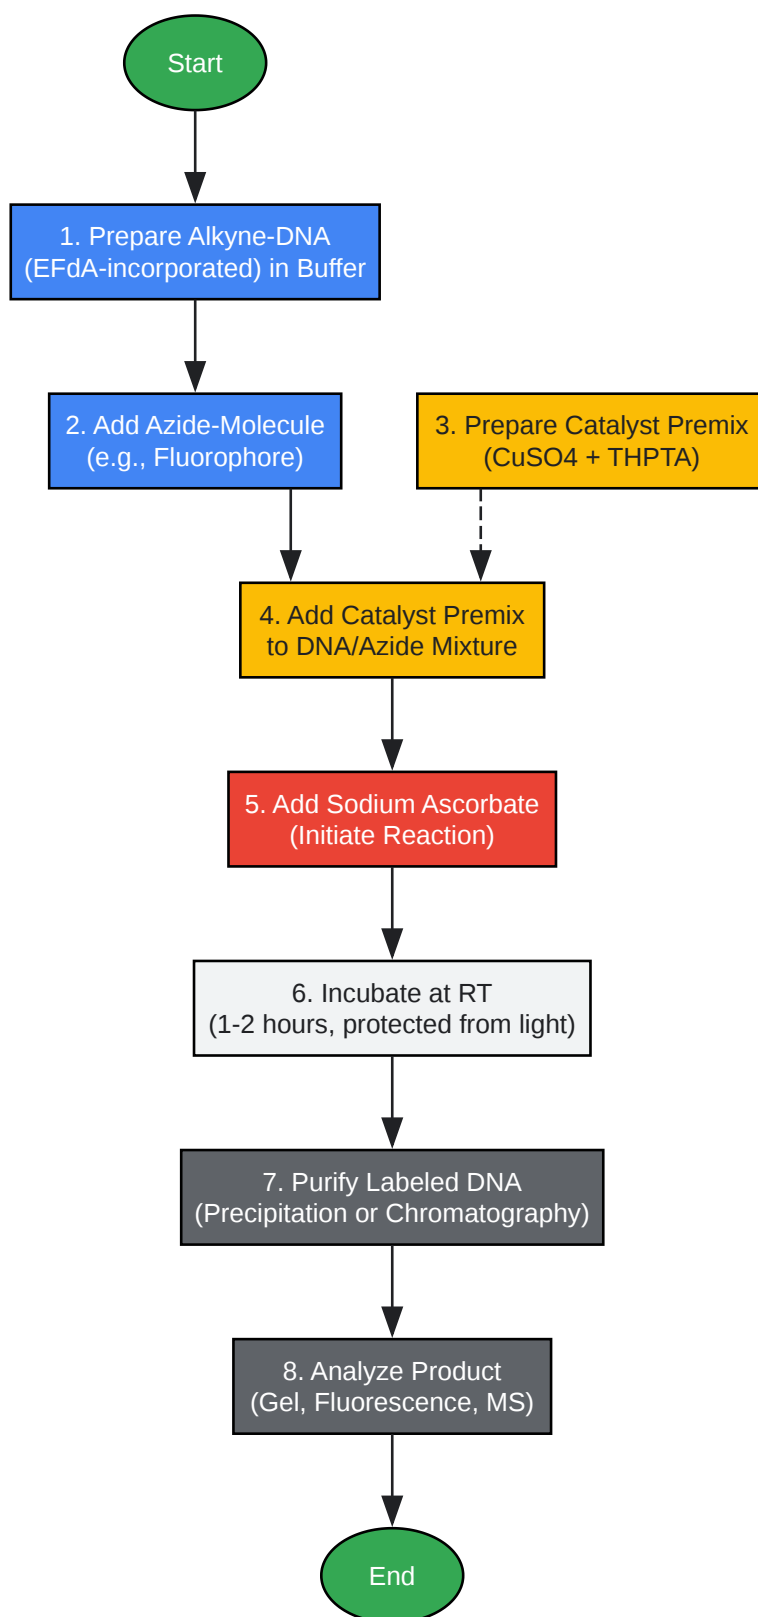 Start
1. Prepare Alkyne-DNA
(EFdA-incorporated) in Buffer
2. Add Azide-Molecule
(e.g., Fluorophore)
3. Prepare Catalyst Premix
(CuSO4 + THPTA)
4. Add Catalyst Premix
to DNA/Azide Mixture
5. Add Sodium Ascorbate
(Initiate Reaction)
6. Incubate at RT
(1-2 hours, protected from light)
7. Purify Labeled DNA
(Precipitation or Chromatography)
8. Analyze Product
(Gel, Fluorescence, MS)
End